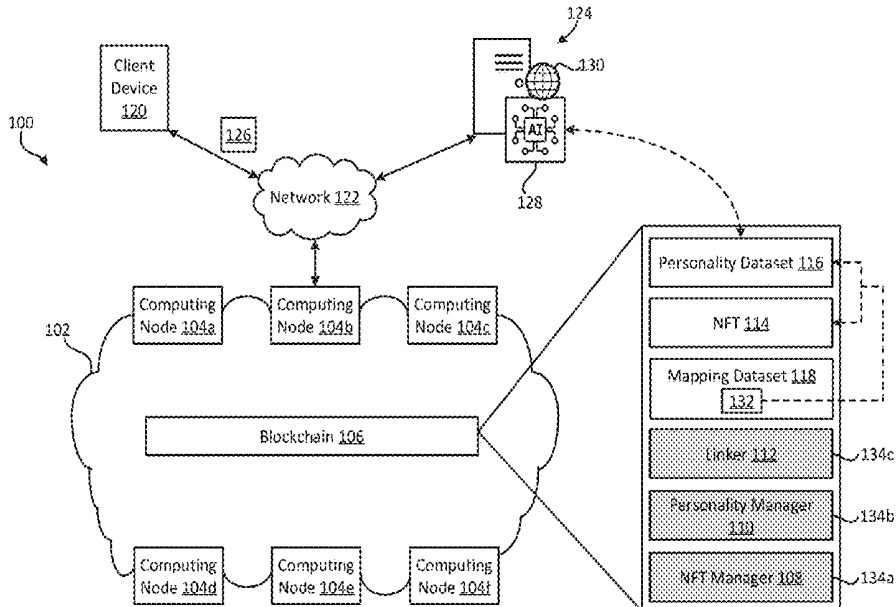 124
Client
Device
120
130
100
126
AI
128
Network 122
Personality Dataset 116
Computing
Node 104a
Computing
Node 104b
Computing
Node 104c
NFT 114
102
Mapping Dataset 118
132
Blockchain 106
Linker 112
134c
Personality Manager
110
134b
Computing
Node 104d
Computing
Node 104e
Computing
Node 104f
NFT Manager 108
134a